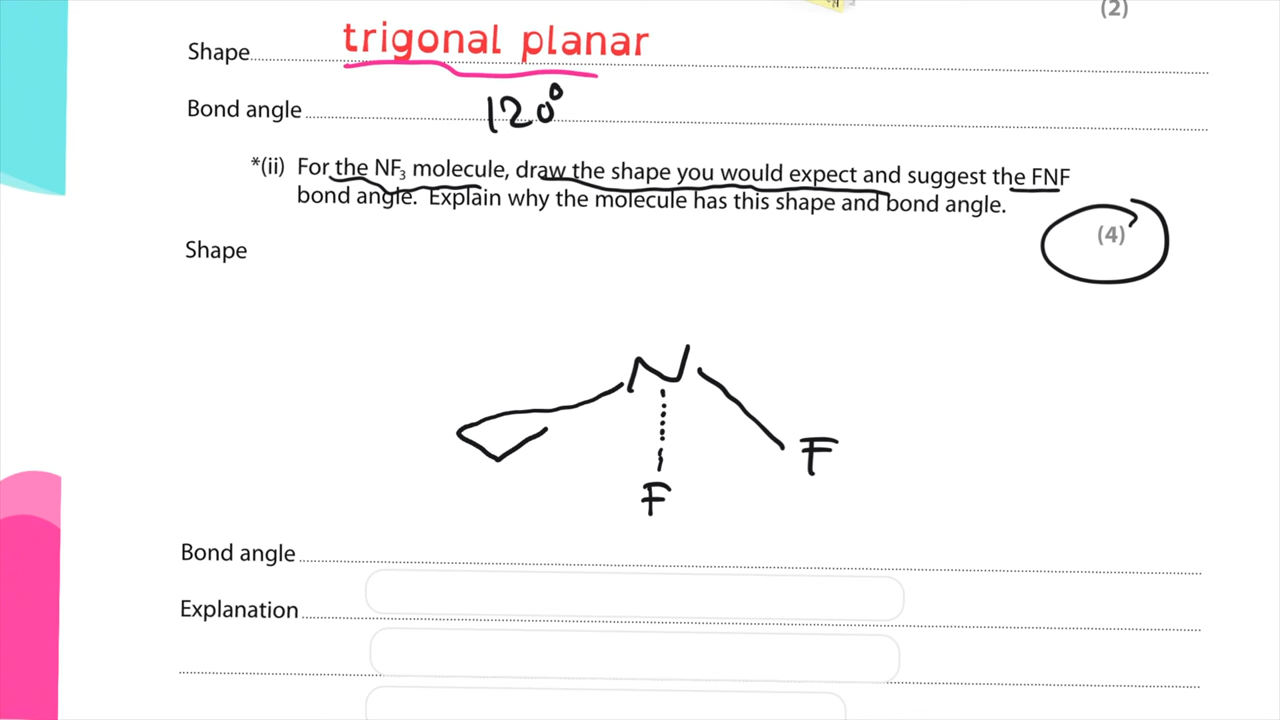 (2)
Shape trigonal planar
Bond angle 120°
*(ii) For the NF₃ molecule, draw the shape you would expect and suggest the FNF
bond angle. Explain why the molecule has this shape and bond angle.
(4)
Shape
N
F
F
Bond angle
Explanation